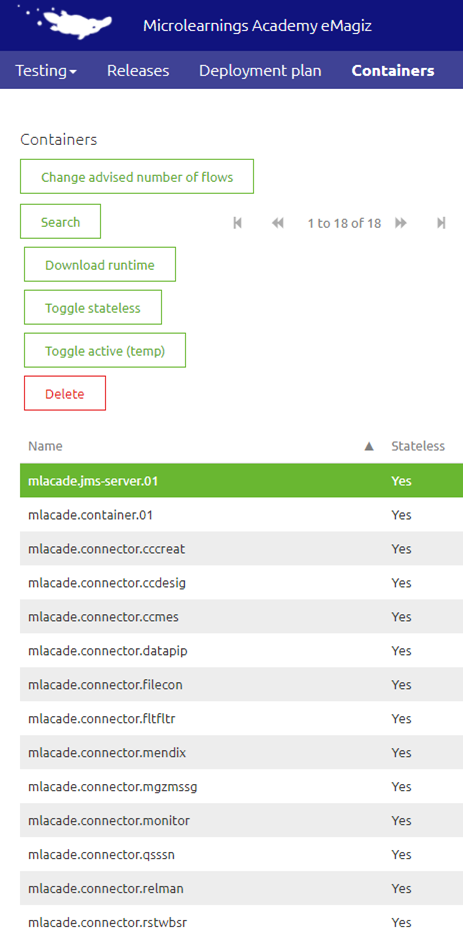 Microlearnings Academy eMagiz
Testing Releases Deployment plan Containers
Containers
Change advised number of flows
Search 1 to 18 of 18
Download runtime
Toggle stateless
Toggle active (temp)
Delete
Name Stateless
mlacade.jms-server.01 Yes
mlacade.container.01 Yes
mlacade.connector.cccreat Yes
mlacade.connector.ccdesig Yes
mlacade.connector.ccmes Yes
mlacade.connector.datapip Yes
mlacade.connector.filecon Yes
mlacade.connector.fltfltr Yes
mlacade.connector.mendix Yes
mlacade.connector.mgzmssg Yes
mlacade.connector.monitor Yes
mlacade.connector.qsssn Yes
mlacade.connector.relman Yes
mlacade.connector.rstwbsr Yes